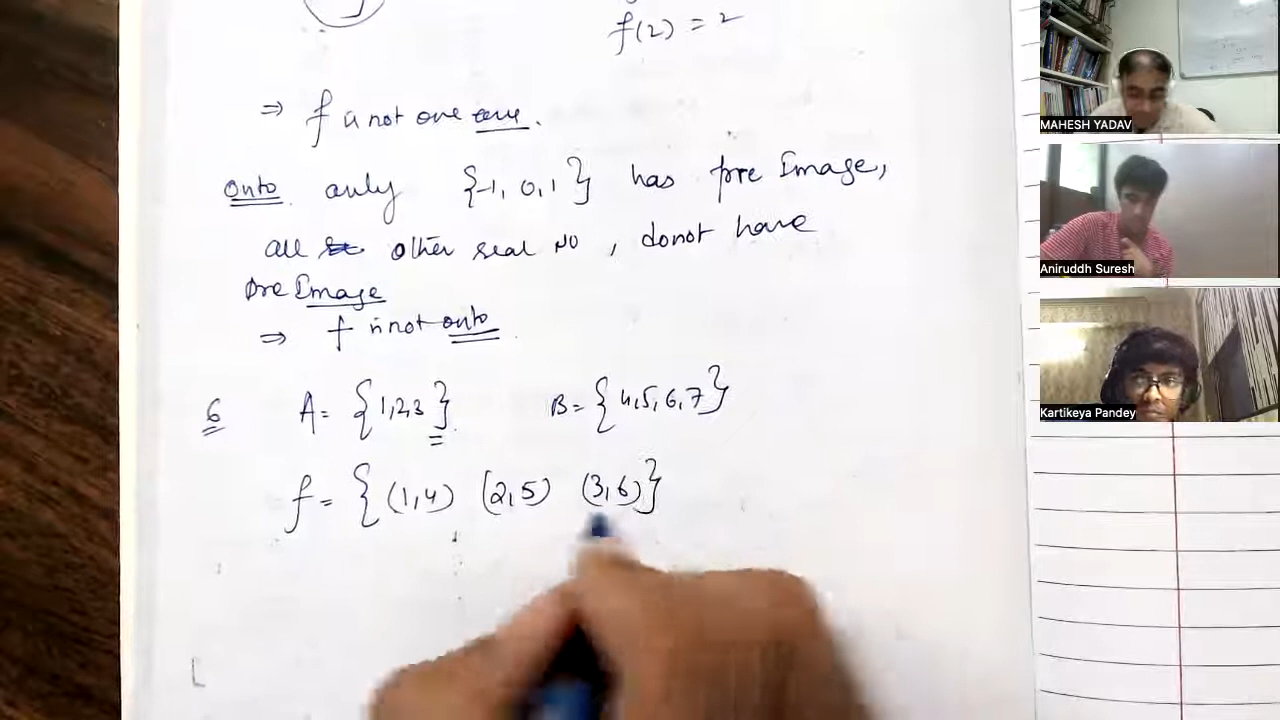 f(2) = 2
⇒ f is not one one.
onto only {-1, 0, 1} has pre Image,
all other real NO, donot have
pre Image
⇒ f is not onto.
6 A = {1,2,3}. B = {4,5,6,7}
f = {(1,4) (2,5) (3,6)}
MAHESH YADAV
Aniruddh Suresh
Kartikeya Pandey